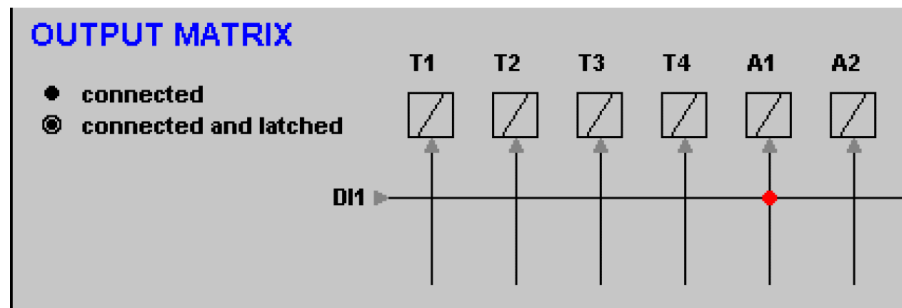 OUTPUT MATRIX
T1 T2 T3 T4 A1 A2
connected
connected and latched
DI1